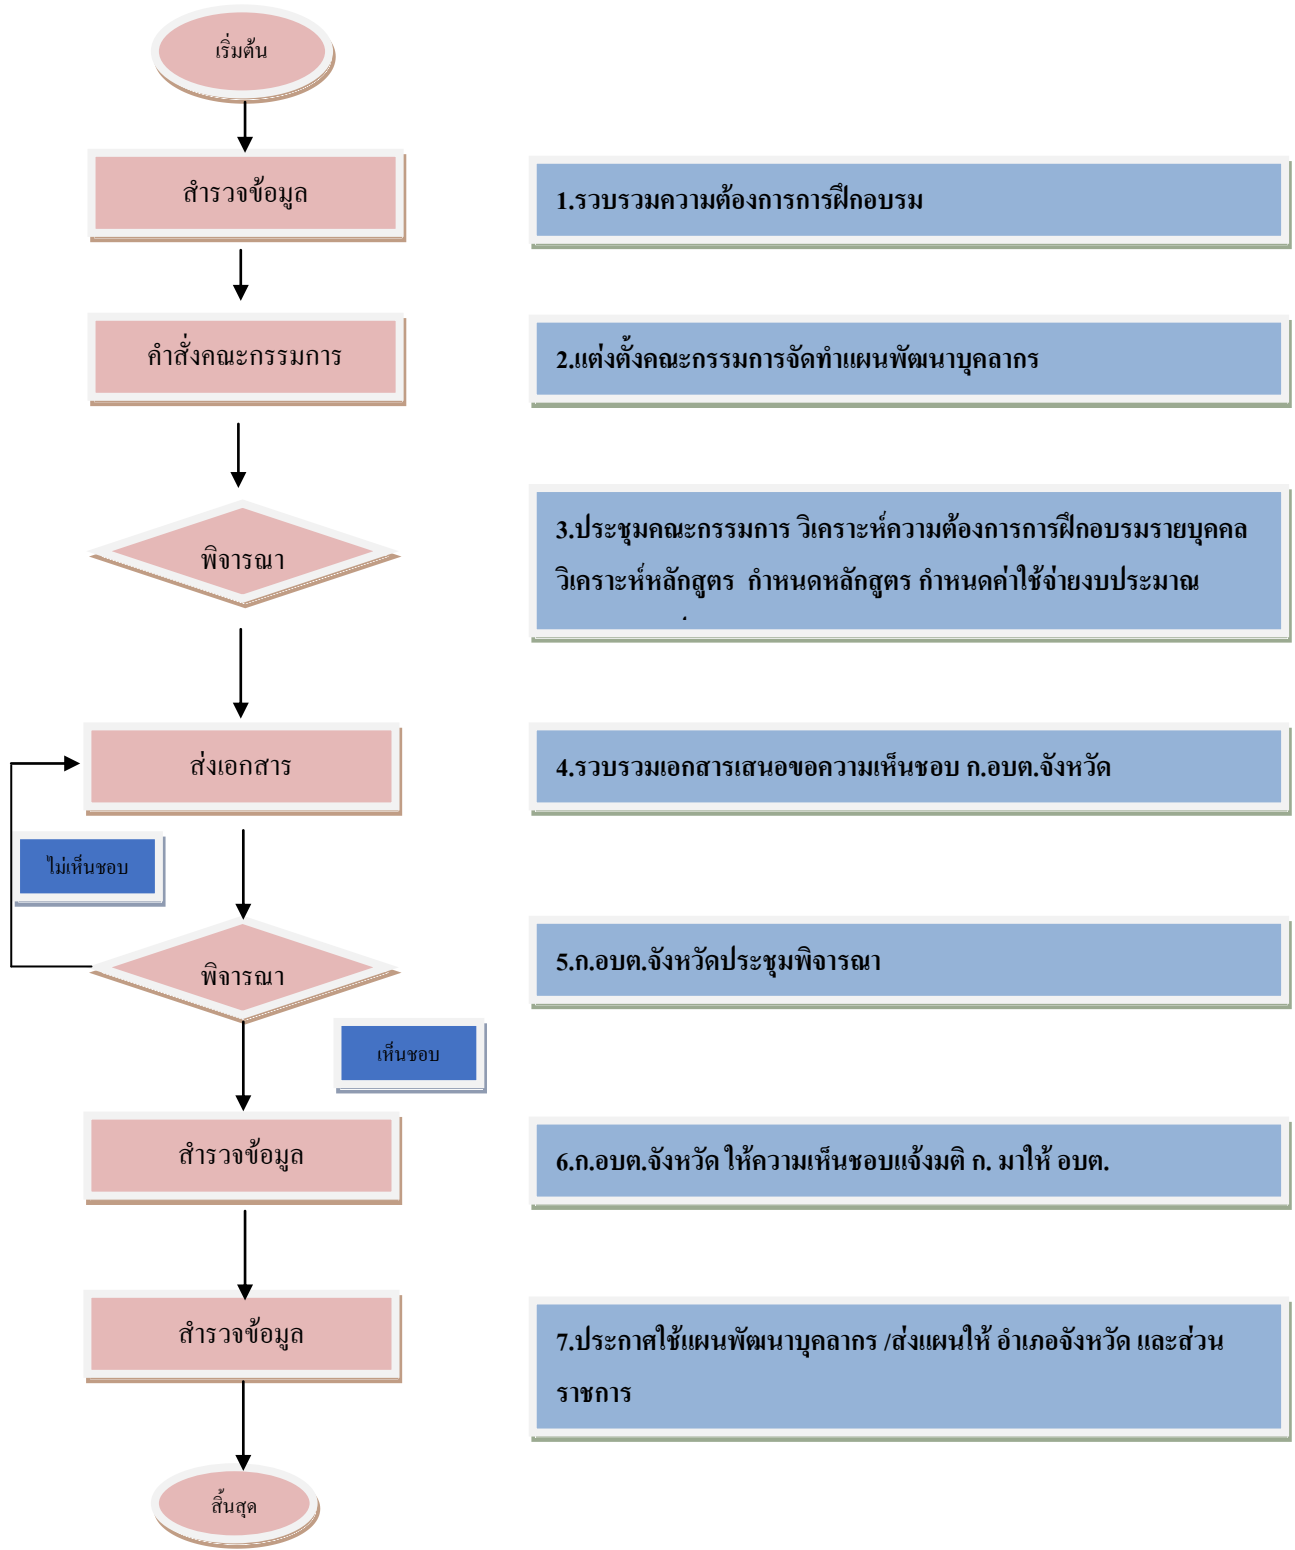 เริ่มต้น
สำรวจข้อมูล
1.รวบรวมความต้องการการฝึกอบรม
คำสั่งคณะกรรมการ
2.แต่งตั้งคณะกรรมการจัดทำแผนพัฒนาบุคลากร
พิจารณา
3.ประชุมคณะกรรมการ วิเคราะห์ความต้องการการฝึกอบรมรายบุคคล
วิเคราะห์หลักสูตร กำหนดหลักสูตร กำหนดค่าใช้จ่ายงบประมาณ
ส่งเอกสาร
4.รวบรวมเอกสารเสนอขอความเห็นชอบ ก.อบต.จังหวัด
ไม่เห็นชอบ
พิจารณา
5.ก.อบต.จังหวัดประชุมพิจารณา
เห็นชอบ
สำรวจข้อมูล
6.ก.อบต.จังหวัด ให้ความเห็นชอบแจ้งมติ ก. มาให้ อบต.
สำรวจข้อมูล
7.ประกาศใช้แผนพัฒนาบุคลากร /ส่งแผนให้ อำเภอจังหวัด และส่วน
ราชการ
สิ้นสุด